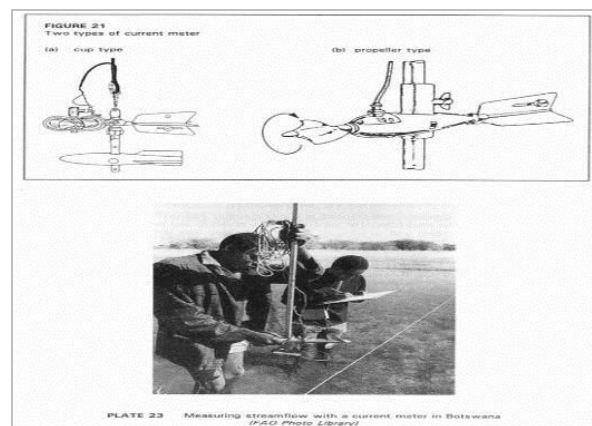 FIGURE 21
Two types of current meter
(a) cup type
(b) propeller type
PLATE 23 Measuring streamflow with a current meter in Botswana
(FAO Photo Library)